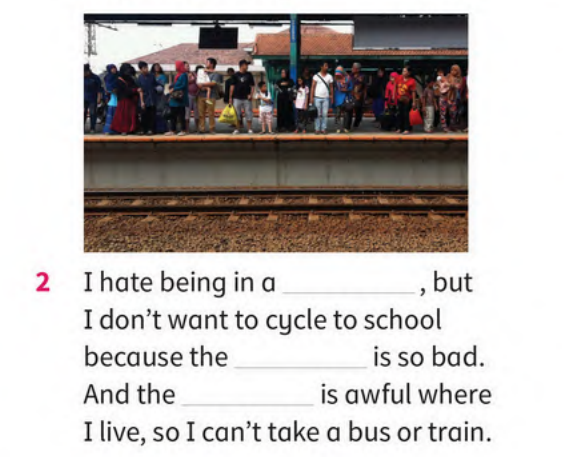 2 I hate being in a __________, but
I don't want to cycle to school
because the __________ is so bad.
And the __________ is awful where
I live, so I can't take a bus or train.